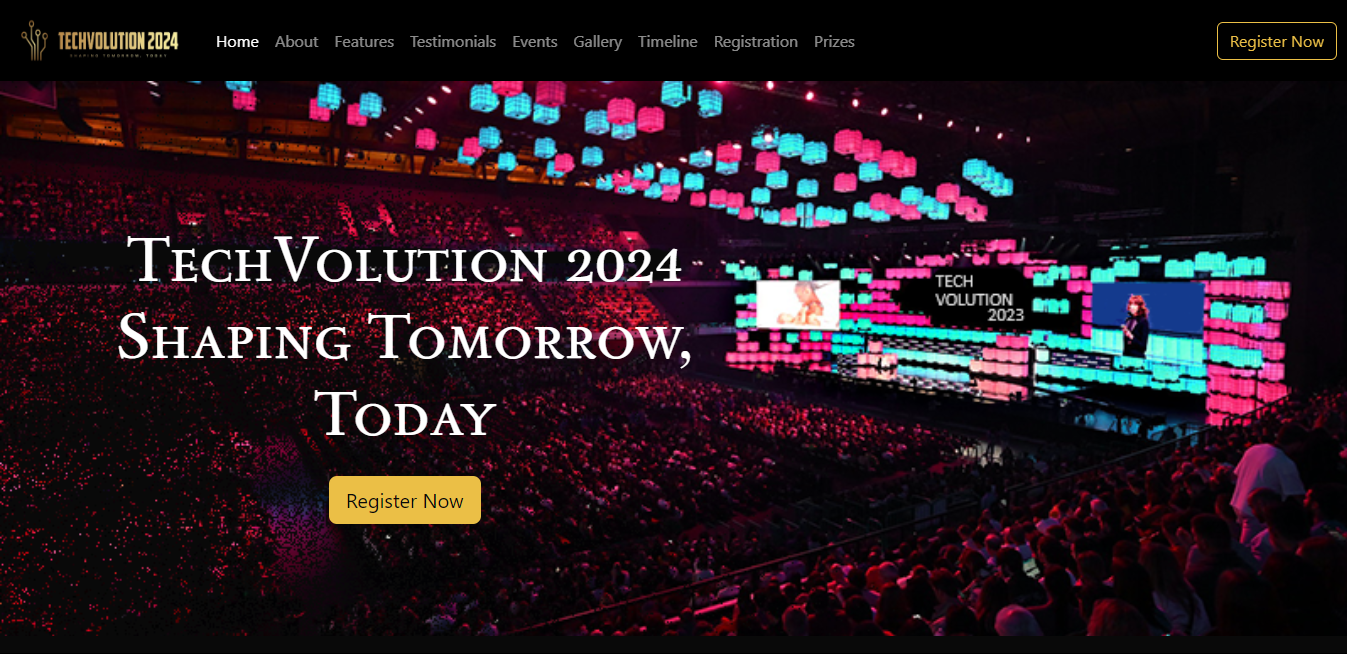 TECHVOLUTION 2024
SHAPING TOMORROW, TODAY
Home About Features Testimonials Events Gallery Timeline Registration Prizes
Register Now
TechVolution 2024
Shaping Tomorrow,
Today
Register Now
TECH
VOLUTION
2023